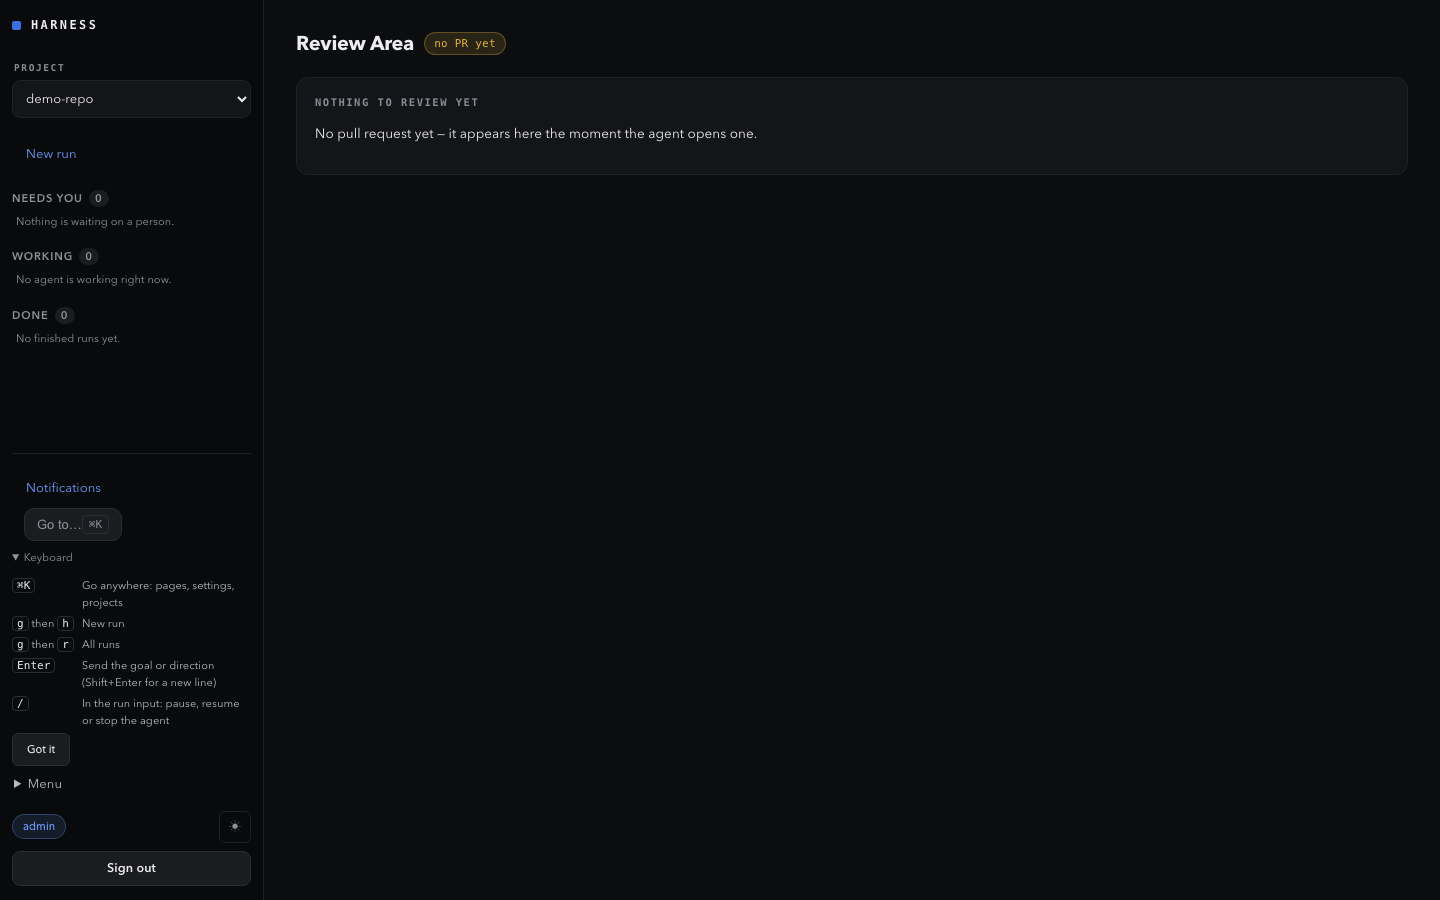 HARNESS
PROJECT
demo-repo
New run
NEEDS YOU 0
Nothing is waiting on a person.
WORKING 0
No agent is working right now.
DONE 0
No finished runs yet.
Notifications
Go to… ⌘K
Keyboard
⌘K Go anywhere: pages, settings,
projects
g then h New run
g then r All runs
Enter Send the goal or direction
(Shift+Enter for a new line)
/ In the run input: pause, resume
or stop the agent
Got it
Menu
admin
Sign out
Review Area no PR yet
NOTHING TO REVIEW YET
No pull request yet – it appears here the moment the agent opens one.